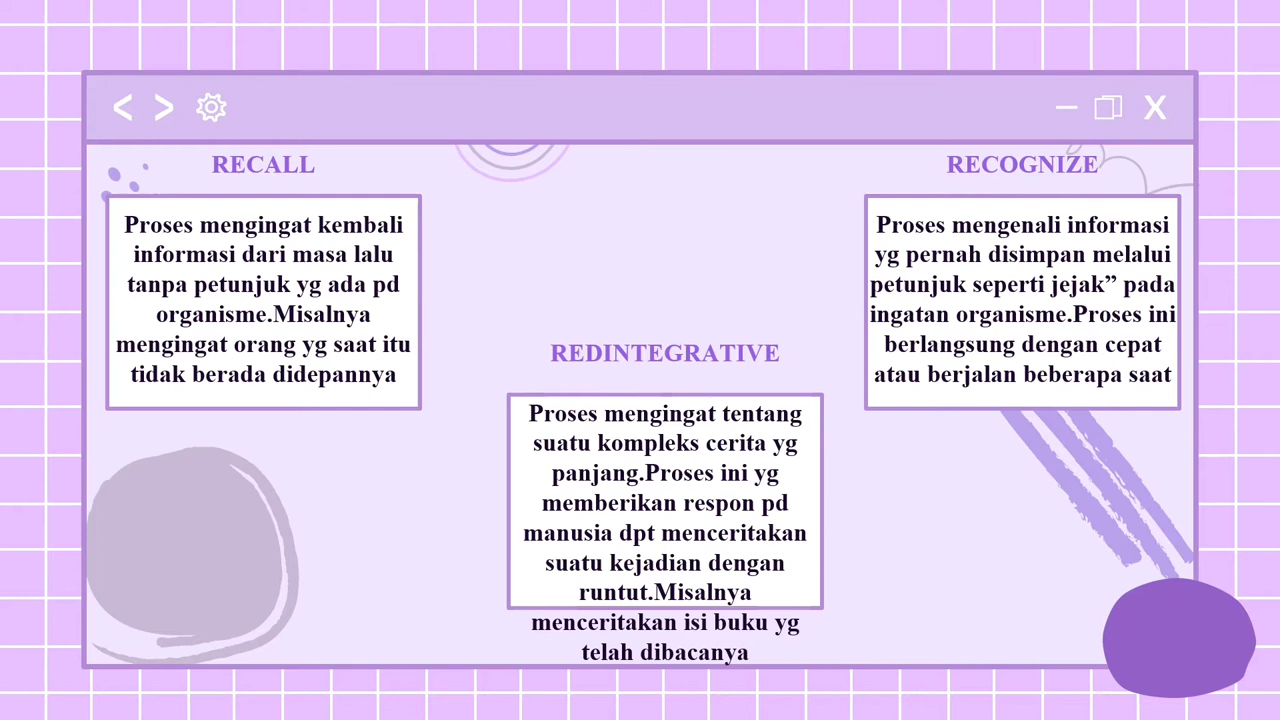 RECALL
Proses mengingat kembali
informasi dari masa lalu
tanpa petunjuk yg ada pd
organisme.Misalnya
mengingat orang yg saat itu
tidak berada didepannya
REDINTEGRATIVE
Proses mengingat tentang
suatu kompleks cerita yg
panjang.Proses ini yg
memberikan respon pd
manusia dpt menceritakan
suatu kejadian dengan
runtut.Misalnya
menceritakan isi buku yg
telah dibacanya
RECOGNIZE
Proses mengenali informasi
yg pernah disimpan melalui
petunjuk seperti jejak” pada
ingatan organisme.Proses ini
berlangsung dengan cepat
atau berjalan beberapa saat